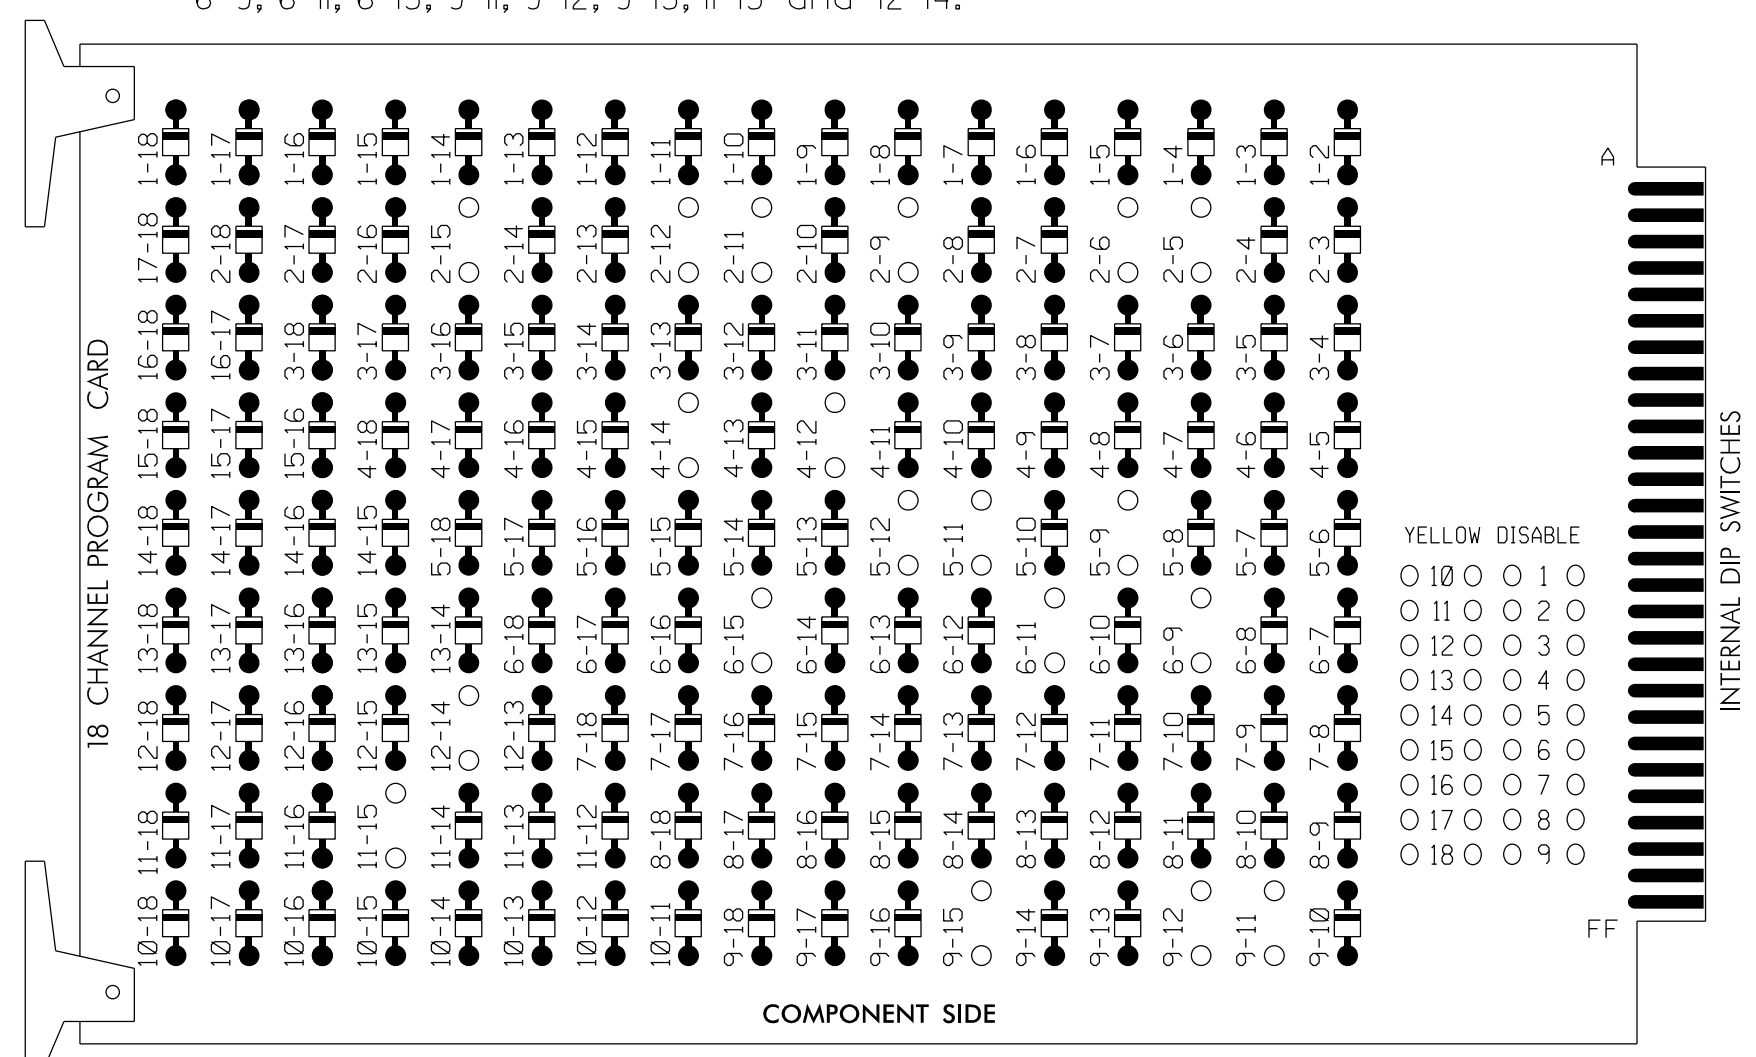 6-9, 6-11, 6-15, 9-11, 9-12, 9-15, 11-15 and 12-14.
1-18 1-17 1-16 1-15 1-14 1-13 1-12 1-11 1-10 1-9 1-8 1-7 1-6 1-5 1-4 1-3 1-2
A
17-18 2-18 2-17 2-16 2-15 2-14 2-13 2-12 2-11 2-10 2-9 2-8 2-7 2-6 2-5 2-4 2-3
16-18 16-17 3-18 3-17 3-16 3-15 3-14 3-13 3-12 3-11 3-10 3-9 3-8 3-7 3-6 3-5 3-4
15-18 15-17 15-16 4-18 4-17 4-16 4-15 4-14 4-13 4-12 4-11 4-10 4-9 4-8 4-7 4-6 4-5
14-18 14-17 14-16 14-15 5-18 5-17 5-16 5-15 5-14 5-13 5-12 5-11 5-10 5-9 5-8 5-7 5-6
13-18 13-17 13-16 13-15 13-14 6-18 6-17 6-16 6-15 6-14 6-13 6-12 6-11 6-10 6-9 6-8 6-7
12-18 12-17 12-16 12-15 12-14 12-13 7-18 7-17 7-16 7-15 7-14 7-13 7-12 7-11 7-10 7-9 7-8
11-18 11-17 11-16 11-15 11-14 11-13 11-12 8-18 8-17 8-16 8-15 8-14 8-13 8-12 8-11 8-10 8-9
10-18 10-17 10-16 10-15 10-14 10-13 10-12 10-11 9-18 9-17 9-16 9-15 9-14 9-13 9-12 9-11 9-10
18 CHANNEL PROGRAM CARD
YELLOW DISABLE
10 1
11 2
12 3
13 4
14 5
15 6
16 7
17 8
18 9
FF
INTERNAL DIP SWITCHES
COMPONENT SIDE